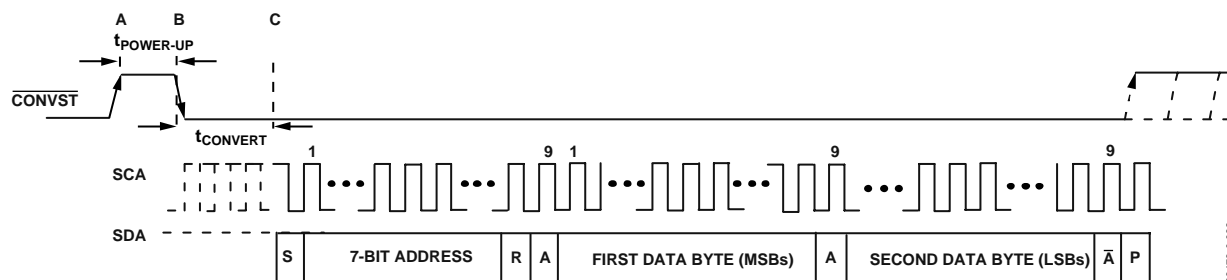 A B C
tPOWER-UP
CONVST
tCONVERT
1 9 1 9 9
SCA
SDA
S 7-BIT ADDRESS R A FIRST DATA BYTE (MSBs) A SECOND DATA BYTE (LSBs) A̅ P